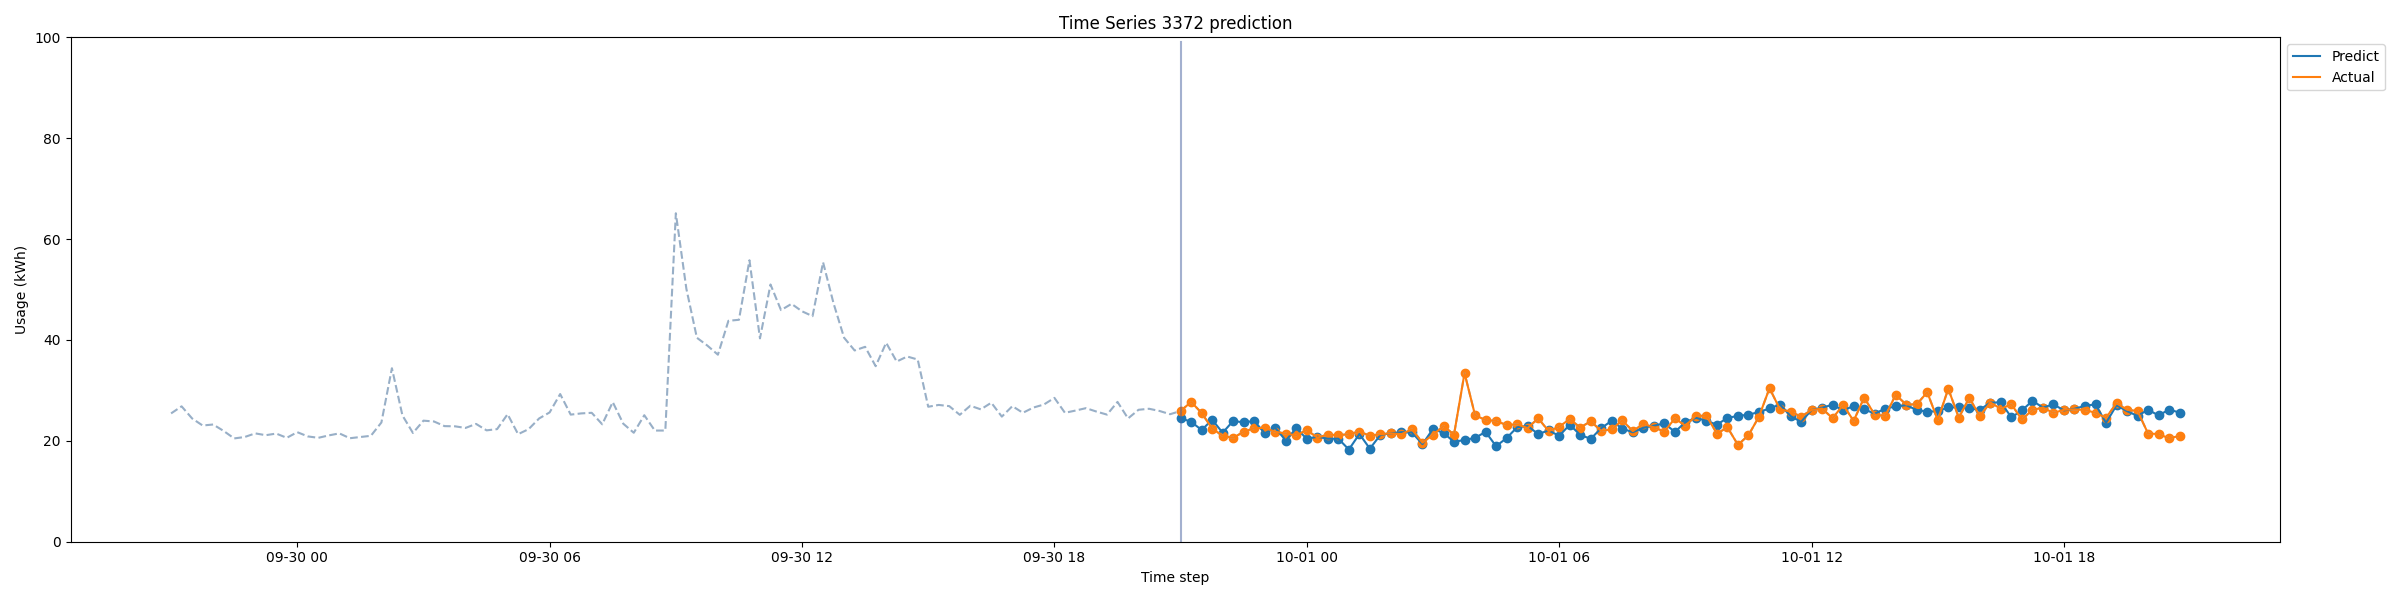 Time Series 3372 prediction
Predict
Actual
Usage (kWh)
100
80
60
40
20
0
09-30 00
09-30 06
09-30 12
09-30 18
10-01 00
10-01 06
10-01 12
10-01 18
Time step